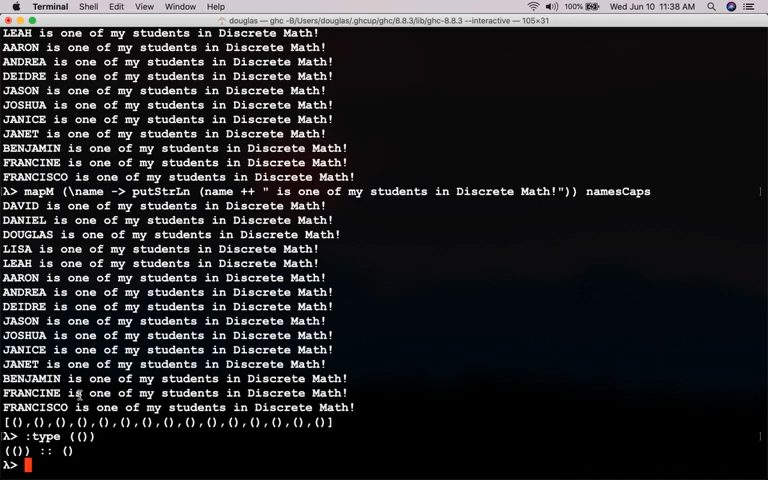 Terminal Shell Edit View Window Help 100% Wed Jun 10 11:38 AM
douglas — ghc -B/Users/douglas/.ghcup/ghc/8.8.3/lib/ghc-8.8.3 --interactive — 105×31
LEAH is one of my students in Discrete Math!
AARON is one of my students in Discrete Math!
ANDREA is one of my students in Discrete Math!
DEIDRE is one of my students in Discrete Math!
JASON is one of my students in Discrete Math!
JOSHUA is one of my students in Discrete Math!
JANICE is one of my students in Discrete Math!
JANET is one of my students in Discrete Math!
BENJAMIN is one of my students in Discrete Math!
FRANCINE is one of my students in Discrete Math!
FRANCISCO is one of my students in Discrete Math!
λ> mapM (\name -> putStrLn (name ++ " is one of my students in Discrete Math!")) namesCaps
DAVID is one of my students in Discrete Math!
DANIEL is one of my students in Discrete Math!
DOUGLAS is one of my students in Discrete Math!
LISA is one of my students in Discrete Math!
LEAH is one of my students in Discrete Math!
AARON is one of my students in Discrete Math!
ANDREA is one of my students in Discrete Math!
DEIDRE is one of my students in Discrete Math!
JASON is one of my students in Discrete Math!
JOSHUA is one of my students in Discrete Math!
JANICE is one of my students in Discrete Math!
JANET is one of my students in Discrete Math!
BENJAMIN is one of my students in Discrete Math!
FRANCINE is one of my students in Discrete Math!
FRANCISCO is one of my students in Discrete Math!
[(),(),(),(),(),(),(),(),(),(),(),(),(),(),()]
λ> :type (())
(()) :: ()
λ>